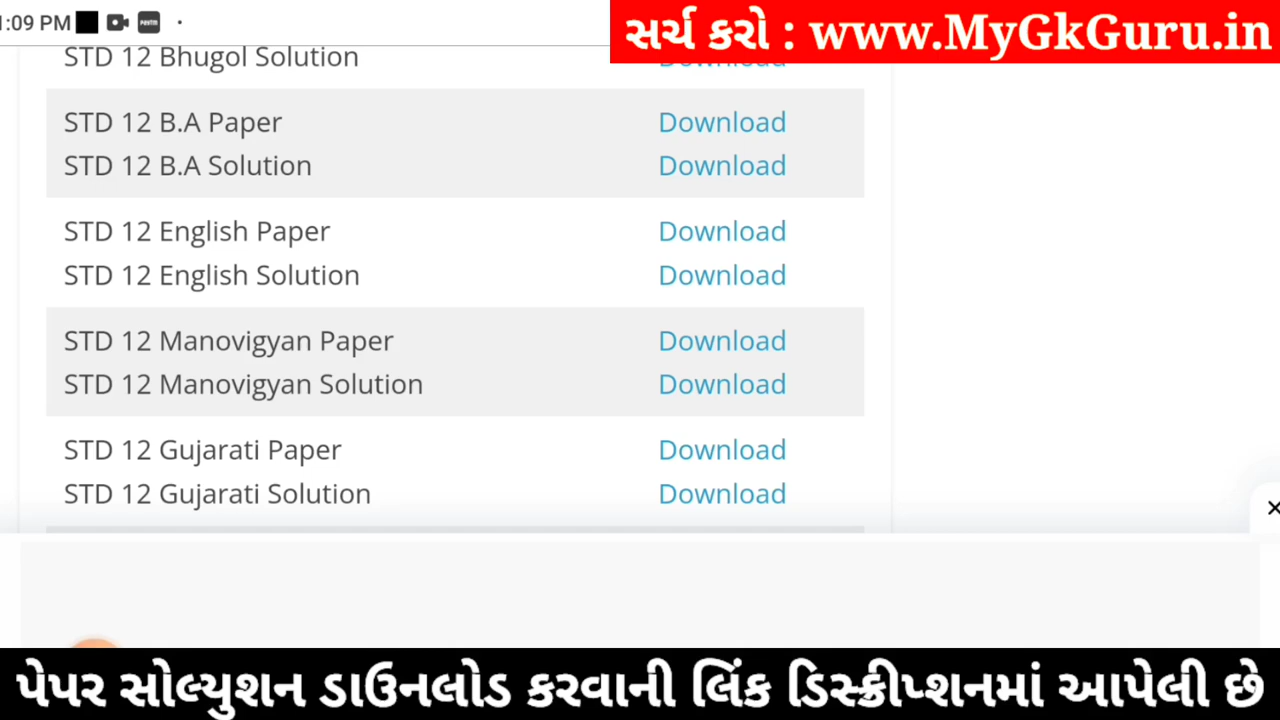 1:09 PM
સર્ચ કરો : www.MyGkGuru.in
STD 12 Bhugol Solution Download
STD 12 B.A Paper Download
STD 12 B.A Solution Download
STD 12 English Paper Download
STD 12 English Solution Download
STD 12 Manovigyan Paper Download
STD 12 Manovigyan Solution Download
STD 12 Gujarati Paper Download
STD 12 Gujarati Solution Download
પેપર સોલ્યુશન ડાઉનલોડ કરવાની લિંક ડિસ્ક્રીપ્શનમાં આપેલી છે